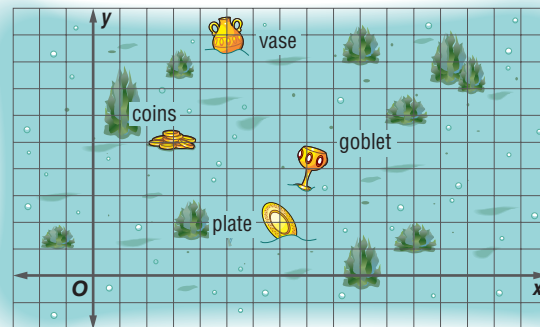 y
vase
coins
goblet
plate
O
x